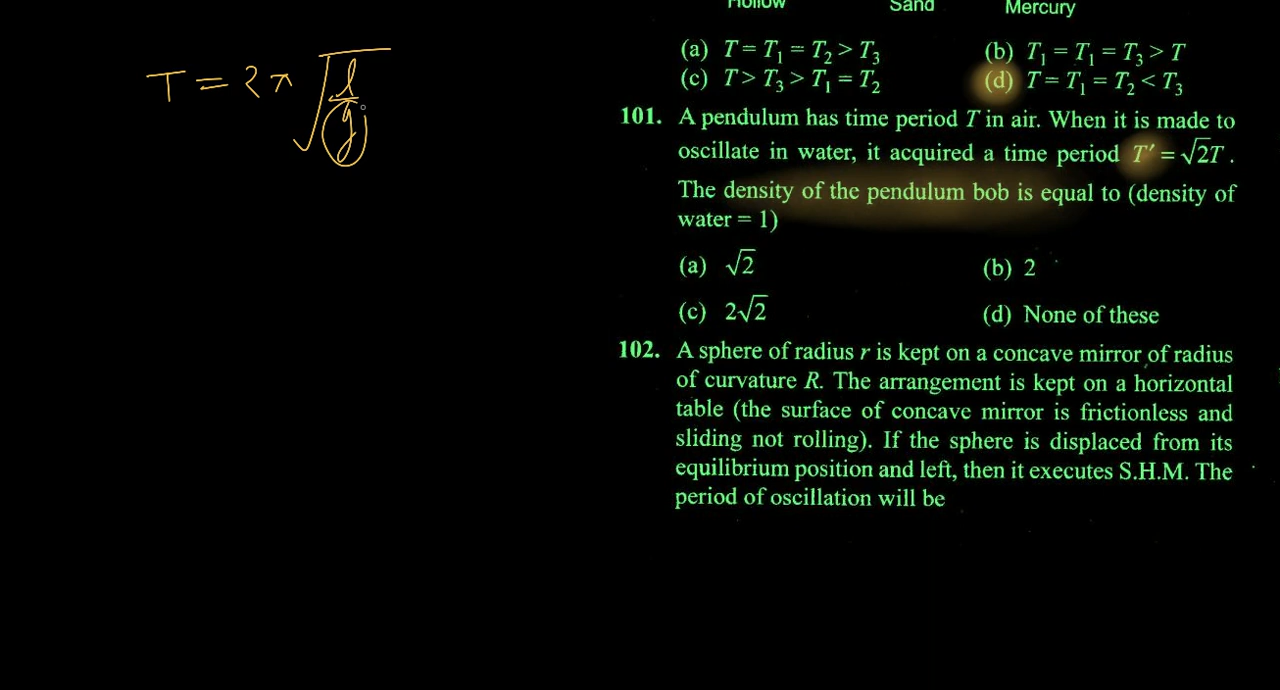 Hollow Sand Mercury
T = 2π √(l/g)
(a) T = T₁ = T₂ > T₃ (b) T₁ = T₁ = T₃ > T
(c) T > T₃ > T₁ = T₂ (d) T = T₁ = T₂ < T₃
101. A pendulum has time period T in air. When it is made to
oscillate in water, it acquired a time period T′ = √2T .
The density of the pendulum bob is equal to (density of
water = 1)
(a) √2 (b) 2
(c) 2√2 (d) None of these
102. A sphere of radius r is kept on a concave mirror of radius
of curvature R. The arrangement is kept on a horizontal
table (the surface of concave mirror is frictionless and
sliding not rolling). If the sphere is displaced from its
equilibrium position and left, then it executes S.H.M. The
period of oscillation will be